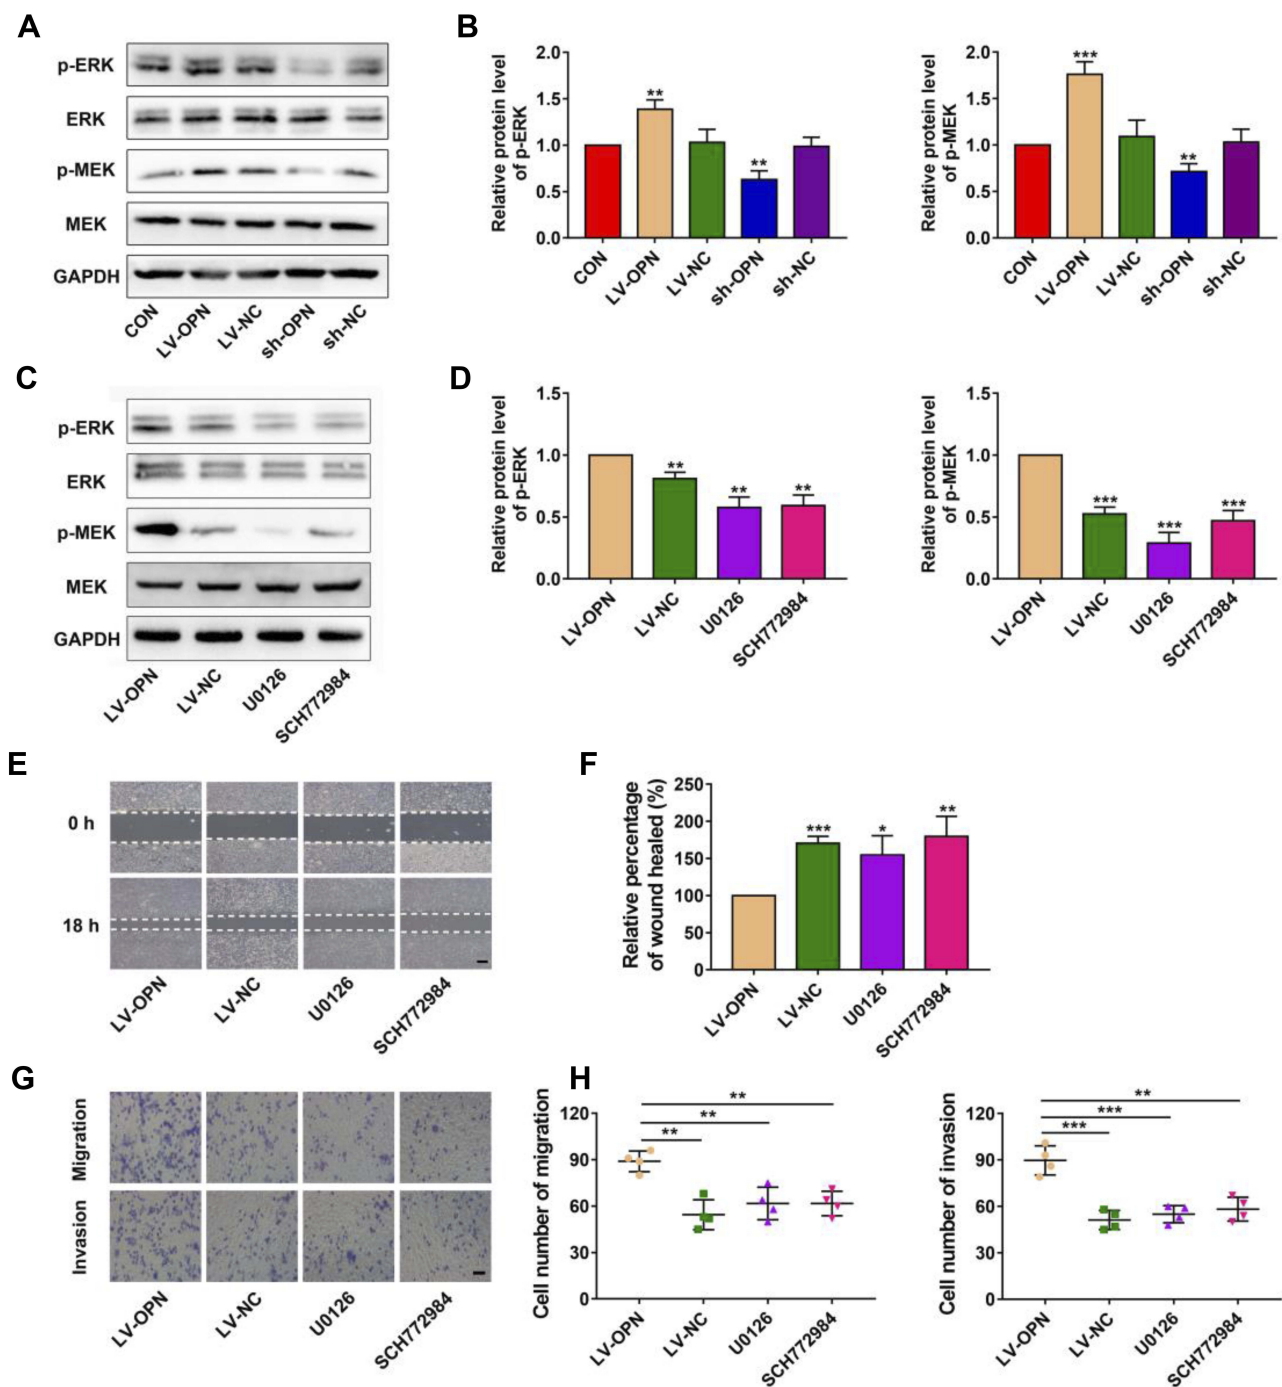 A
p-ERK
ERK
p-MEK
MEK
GAPDH
CON
LV-OPN
LV-NC
sh-OPN
sh-NC
B
Relative protein level
of p-ERK
2.0
1.5
1.0
0.5
0.0
**
**
CON
LV-OPN
LV-NC
sh-OPN
sh-NC
Relative protein level
of p-MEK
2.0
1.5
1.0
0.5
0.0
***
**
CON
LV-OPN
LV-NC
sh-OPN
sh-NC
C
p-ERK
ERK
p-MEK
MEK
GAPDH
LV-OPN
LV-NC
U0126
SCH772984
D
Relative protein level
of p-ERK
1.5
1.0
0.5
0.0
**
**
**
LV-OPN
LV-NC
U0126
SCH772984
Relative protein level
of p-MEK
1.5
1.0
0.5
0.0
***
***
***
LV-OPN
LV-NC
U0126
SCH772984
E
0 h
18 h
LV-OPN
LV-NC
U0126
SCH772984
F
Relative percentage
of wound healed (%)
250
200
150
100
50
0
***
*
**
LV-OPN
LV-NC
U0126
SCH772984
G
Migration
Invasion
LV-OPN
LV-NC
U0126
SCH772984
H
Cell number of migration
120
90
60
30
0
**
**
**
LV-OPN
LV-NC
U0126
SCH772984
Cell number of invasion
120
90
60
30
0
**
***
***
LV-OPN
LV-NC
U0126
SCH772984